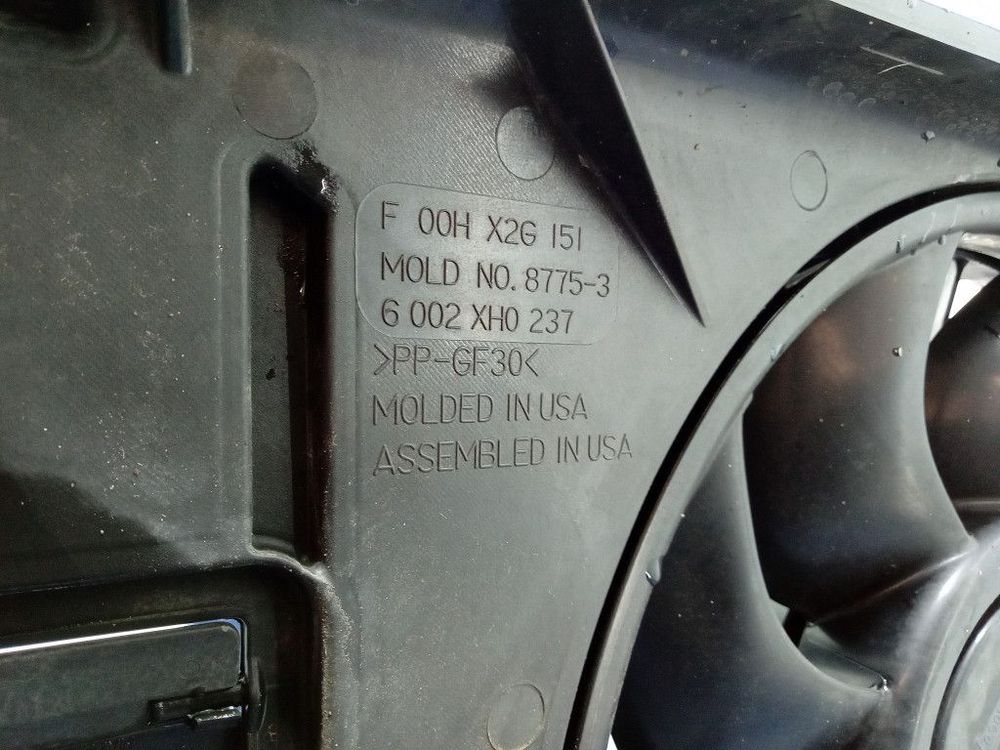 F 00H X2G 151
MOLD NO. 8775-3
6 002 XH0 237
>PP-GF30<
MOLDED IN USA
ASSEMBLED IN USA